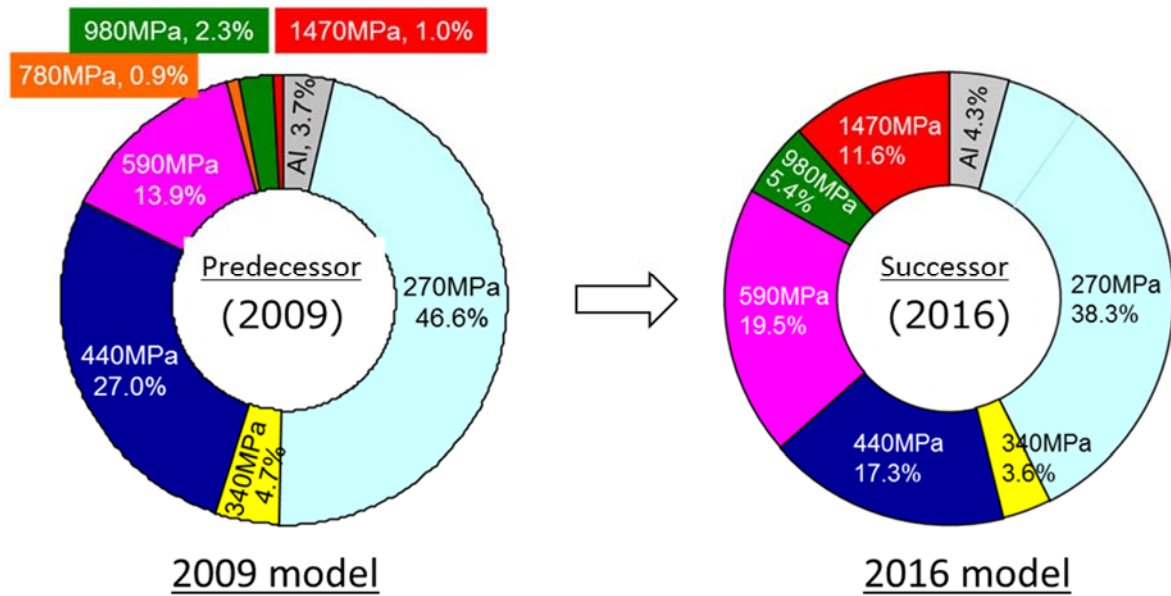 980MPa, 2.3%
1470MPa, 1.0%
780MPa, 0.9%
Al, 3.7%
590MPa
13.9%
270MPa
46.6%
440MPa
27.0%
340MPa
4.7%
Predecessor
(2009)
2009 model
Al 4.3%
1470MPa
11.6%
980MPa
5.4%
590MPa
19.5%
270MPa
38.3%
440MPa
17.3%
340MPa
3.6%
Successor
(2016)
2016 model